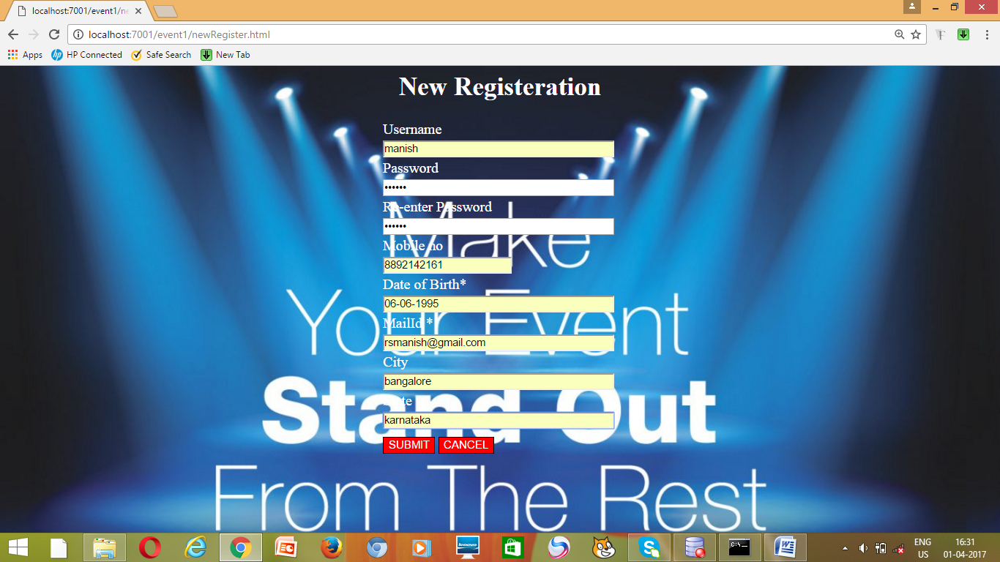 localhost:7001/event1/ne
localhost:7001/event1/newRegister.html
Apps HP Connected Safe Search New Tab
New Registeration
Username
manish
Password
••••••
Re-enter Password
••••••
Make
Mobile no
8892142161
Date of Birth*
06-06-1995
Your Event
MailId *
rsmanish@gmail.com
City
bangalore
Stand Out
karnataka
SUBMIT CANCEL
From The Rest
ENG 16:31
US 01-04-2017